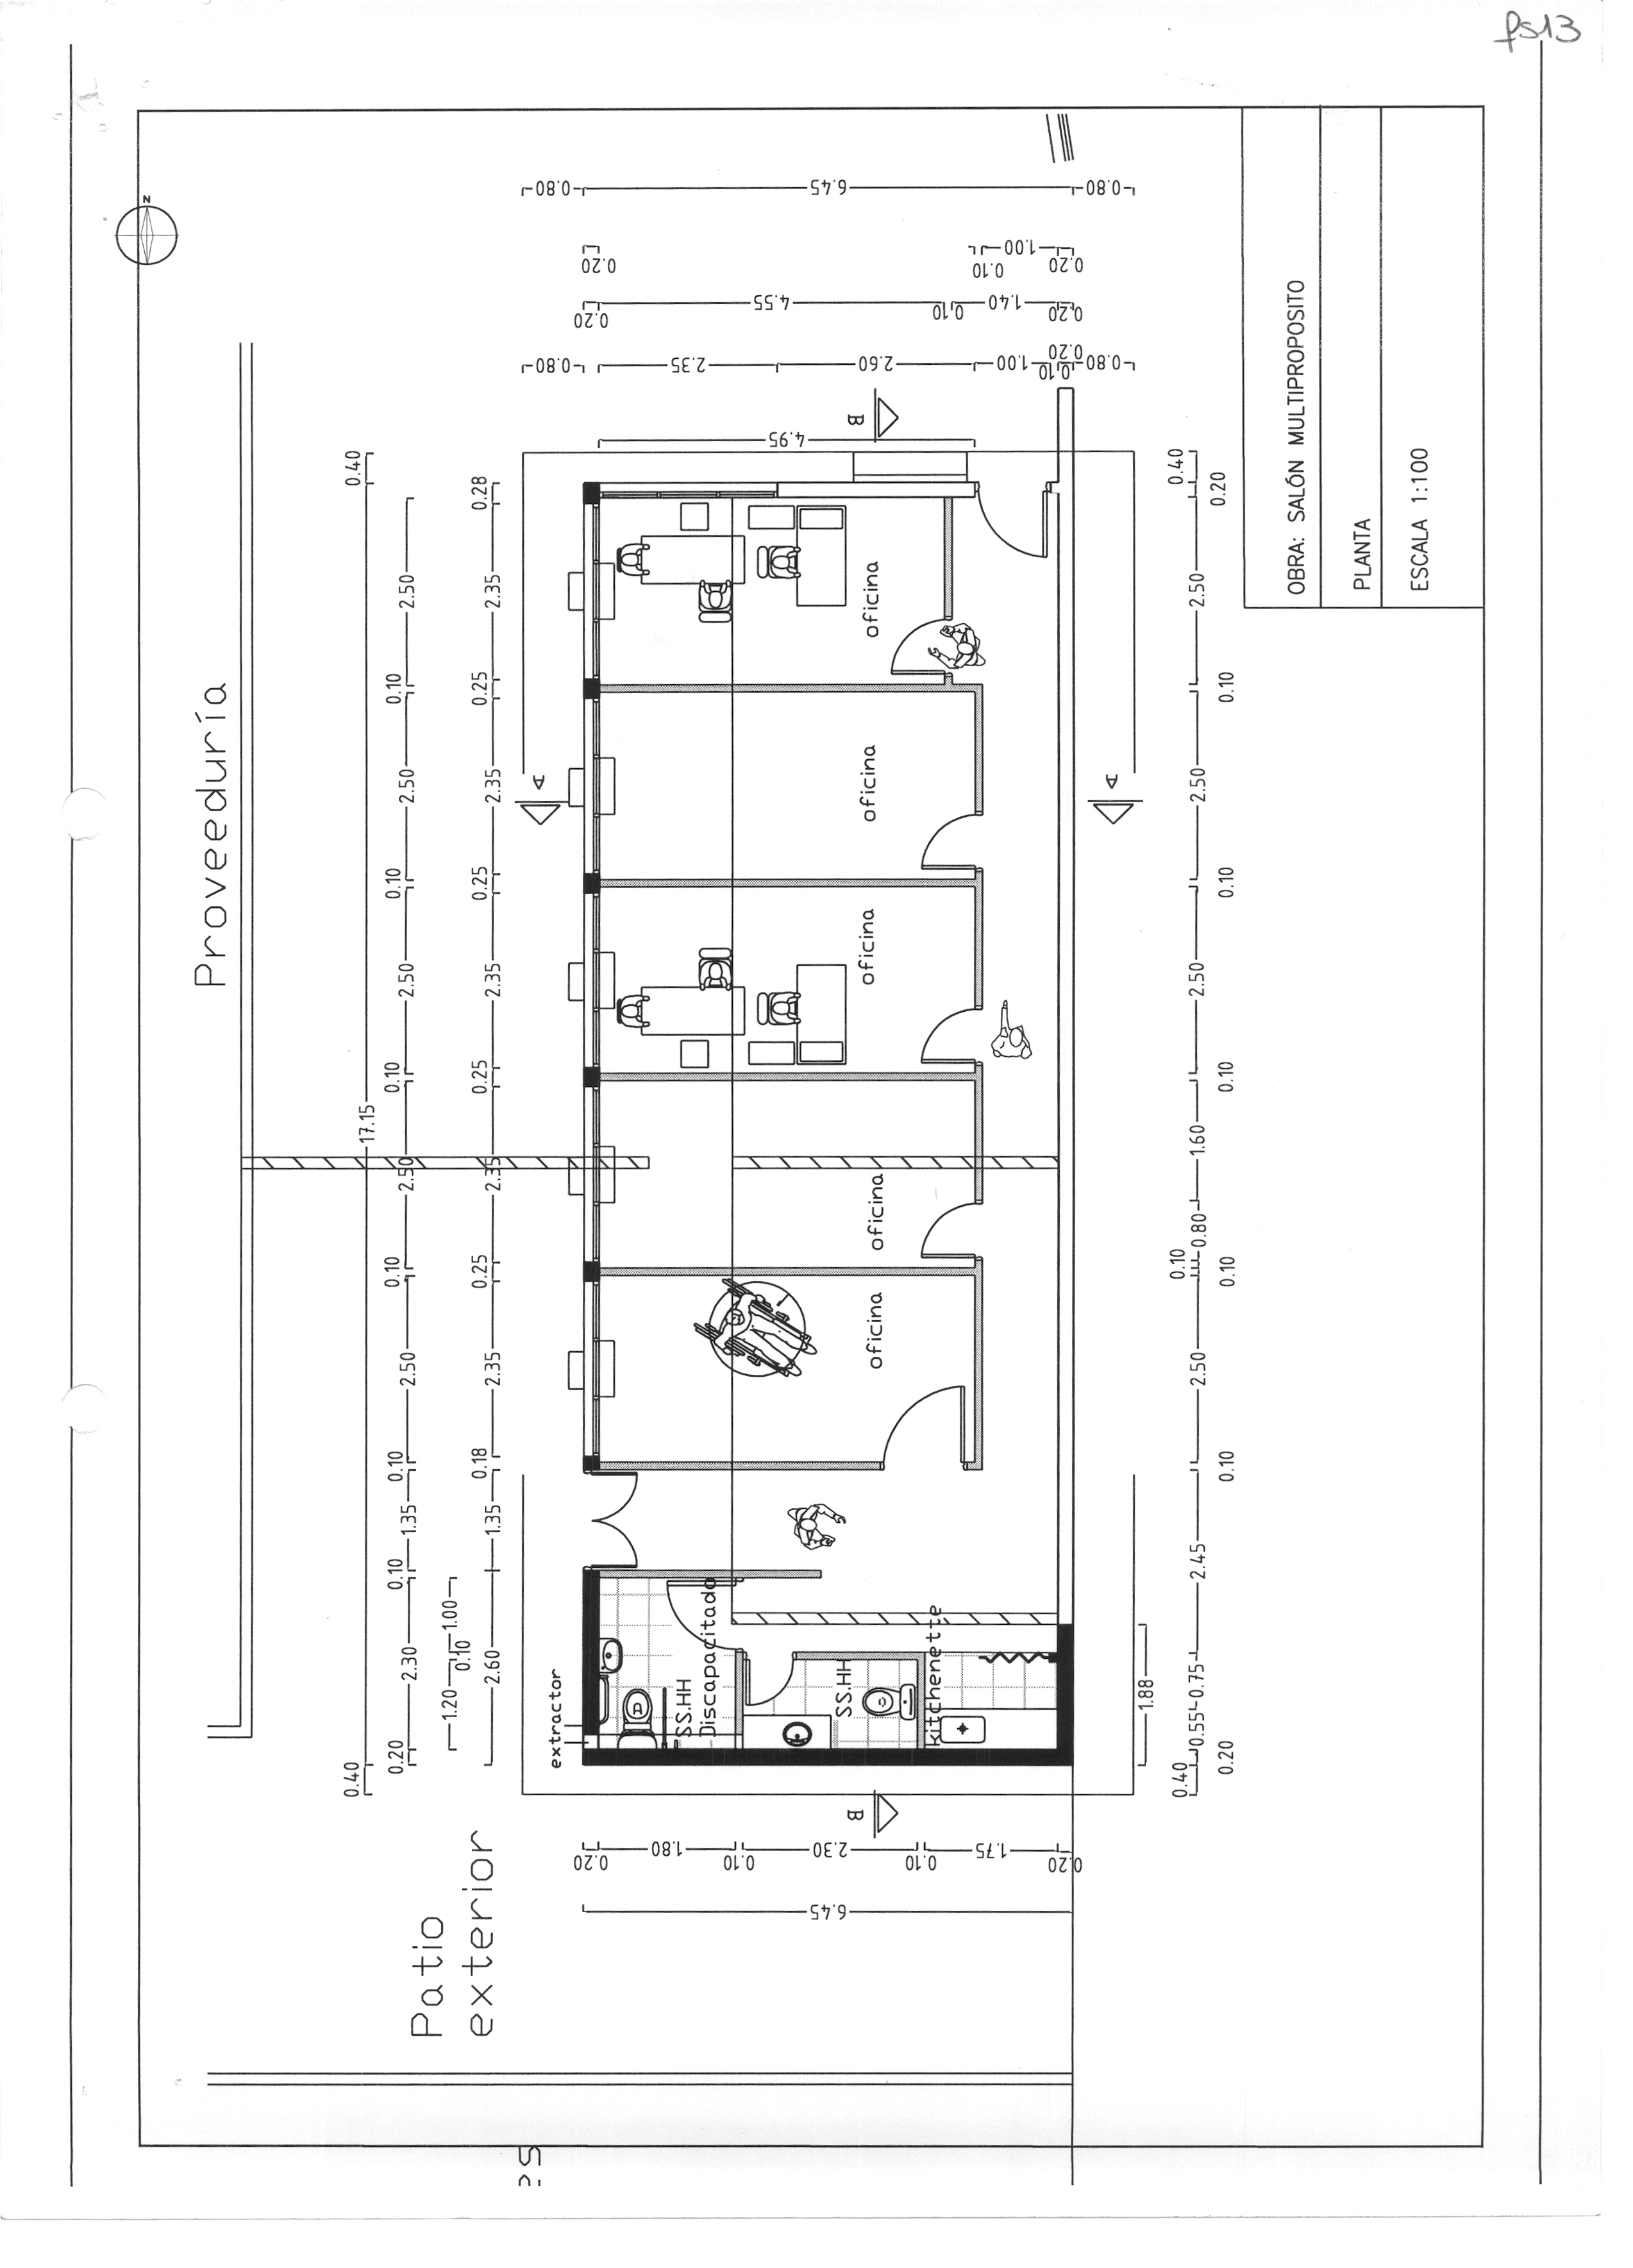 ps13
N
Proveeduría
Patio
exterior
OBRA: SALÓN MULTIPROPOSITO
PLANTA
ESCALA 1:100
0.80 6.45 0.80
0.20 0.10 1.00 0.20
0.20 4.55 0.10 1.40 0.20
0.80 2.35 2.60 1.00 0.10 0.20 0.80
4.95
B
0.40 17.15 0.40
0.20 2.30 0.10 1.35 0.10 2.50 0.10 2.50 0.10 2.50 0.10 2.50 0.10 2.50
1.20 0.10 1.00
2.60 1.35 0.18 2.35 0.25 2.35 0.25 2.35 0.25 2.35 0.25 2.35 0.28
A
A
oficina
oficina
oficina
oficina
oficina
extractor
SS.HH
Discapacitado
SS.HH
kitchenette
1.88
0.40 0.55 0.75 2.45 2.50 0.10 0.80 1.60 2.50 2.50 2.50 0.40
0.20 0.10 0.10 0.10 0.10 0.10 0.20
B
0.20 1.80 0.10 2.30 0.10 1.75 0.20
6.45